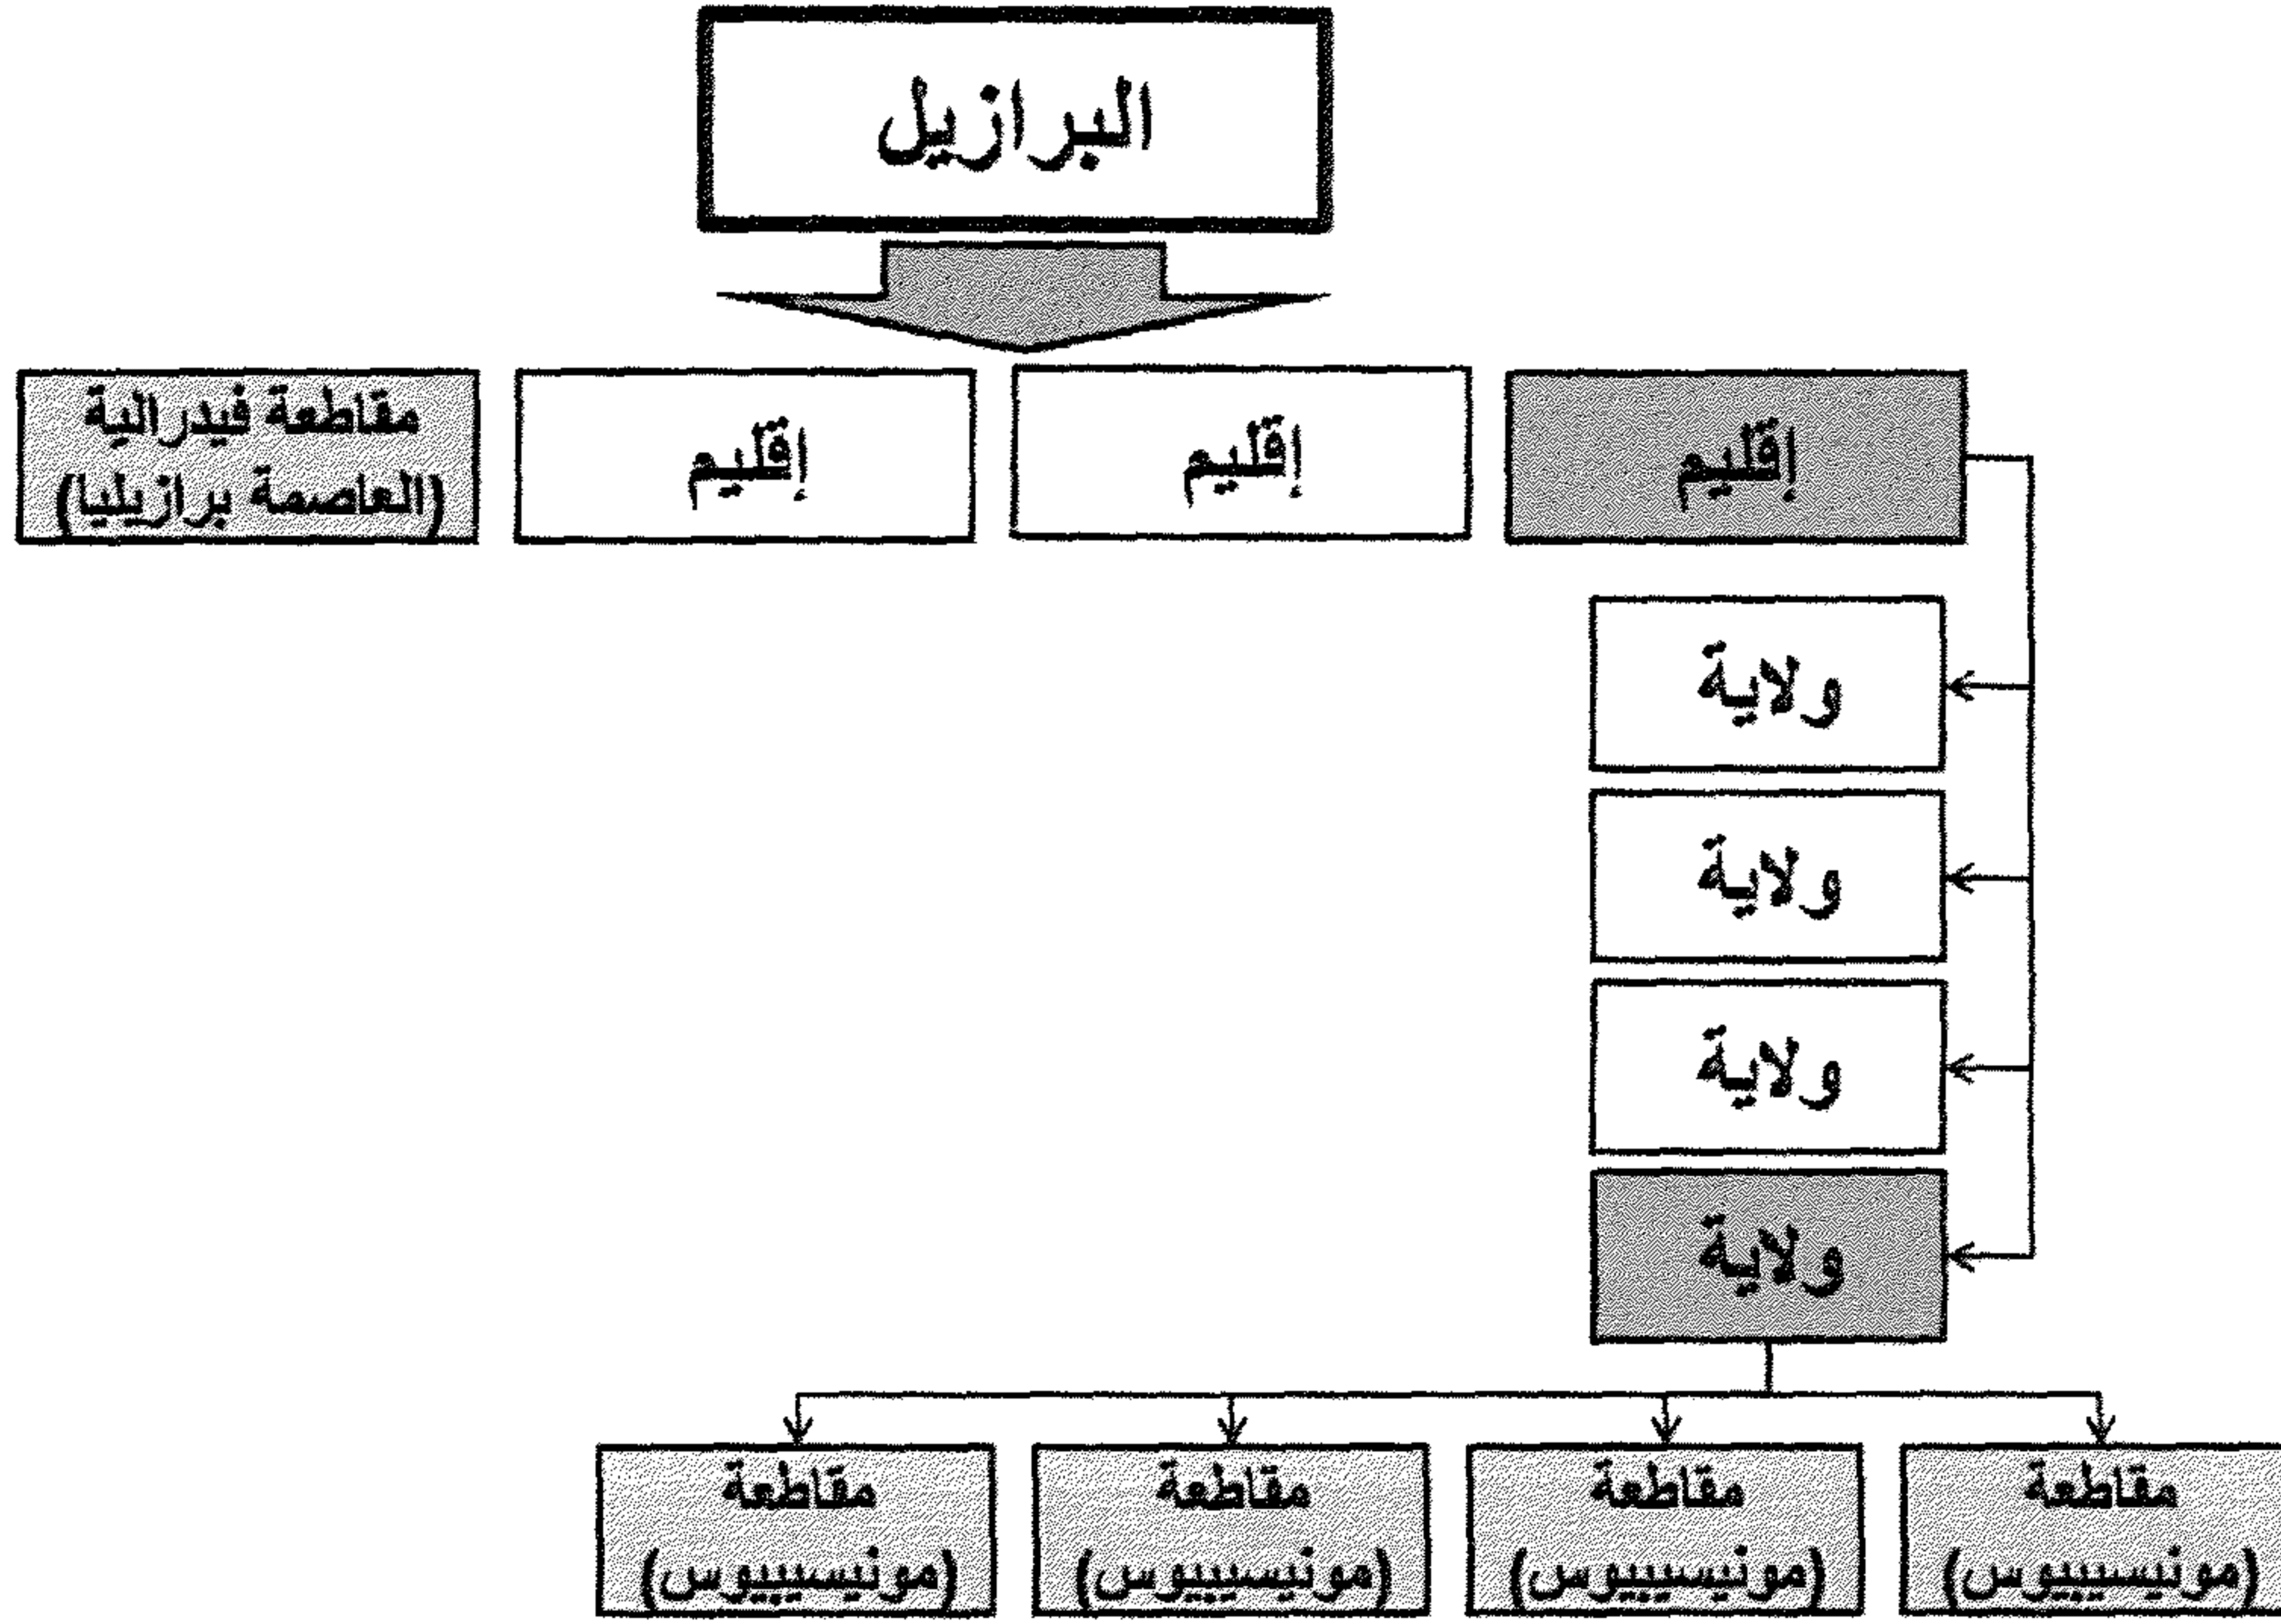 البرازيل
إقليم
إقليم
إقليم
مقاطعة فيدرالية
(العاصمة برازيليا)
ولاية
ولاية
ولاية
ولاية
مقاطعة
(مونيسيبيوس)
مقاطعة
(مونيسيبيوس)
مقاطعة
(مونيسيبيوس)
مقاطعة
(مونيسيبيوس)